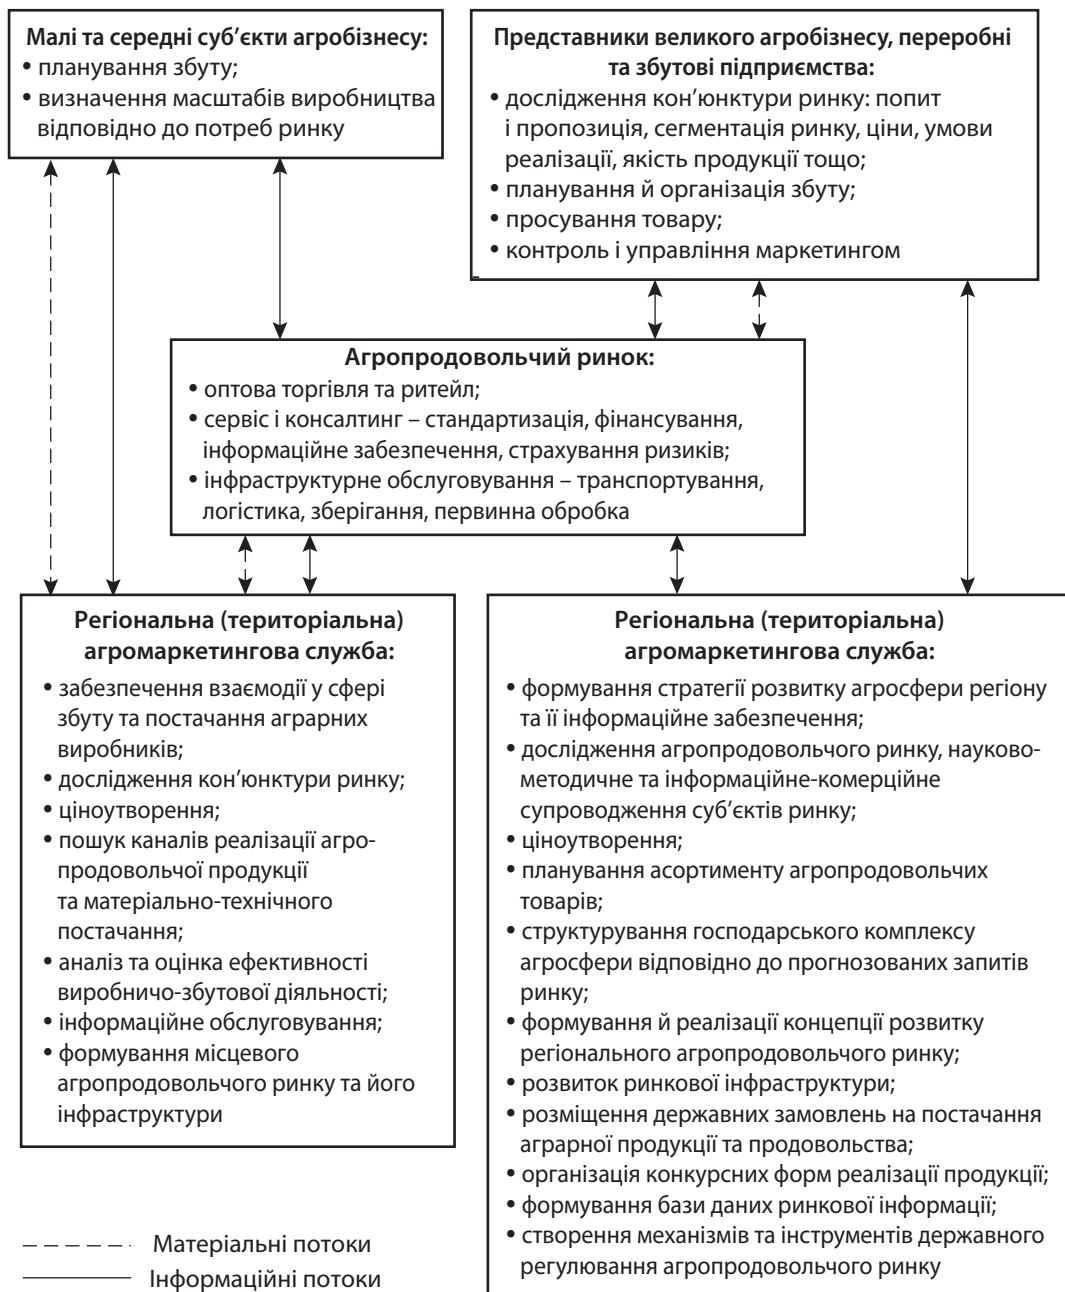 Малі та середні суб’єкти агробізнесу:
• планування збуту;
• визначення масштабів виробництва
відповідно до потреб ринку
Представники великого агробізнесу, переробні
та збутові підприємства:
• дослідження кон’юнктури ринку: попит
і пропозиція, сегментація ринку, ціни, умови
реалізації, якість продукції тощо;
• планування й організація збуту;
• просування товару;
• контроль і управління маркетингом
Агропродовольчий ринок:
• оптова торгівля та ритейл;
• сервіс і консалтинг – стандартизація, фінансування,
інформаційне забезпечення, страхування ризиків;
• інфраструктурне обслуговування – транспортування,
логістика, зберігання, первинна обробка
Регіональна (територіальна)
агромаркетингова служба:
• забезпечення взаємодії у сфері
збуту та постачання аграрних
виробників;
• дослідження кон’юнктури ринку;
• ціноутворення;
• пошук каналів реалізації агро-
продовольчої продукції
та матеріально-технічного
постачання;
• аналіз та оцінка ефективності
виробничо-збутової діяльності;
• інформаційне обслуговування;
• формування місцевого
агропродовольчого ринку та його
інфраструктури
Регіональна (територіальна)
агромаркетингова служба:
• формування стратегії розвитку агросфери регіону
та її інформаційне забезпечення;
• дослідження агропродовольчого ринку, науково-
методичне та інформаційне-комерційне
супроводження суб’єктів ринку;
• ціноутворення;
• планування асортименту агропродовольчих
товарів;
• структурування господарського комплексу
агросфери відповідно до прогнозованих запитів
ринку;
• формування й реалізації концепції розвитку
регіонального агропродовольчого ринку;
• розвиток ринкової інфраструктури;
• розміщення державних замовлень на постачання
аграрної продукції та продовольства;
• організація конкурсних форм реалізації продукції;
• формування бази даних ринкової інформації;
• створення механізмів та інструментів державного
регулювання агропродовольчого ринку
Матеріальні потоки
Інформаційні потоки